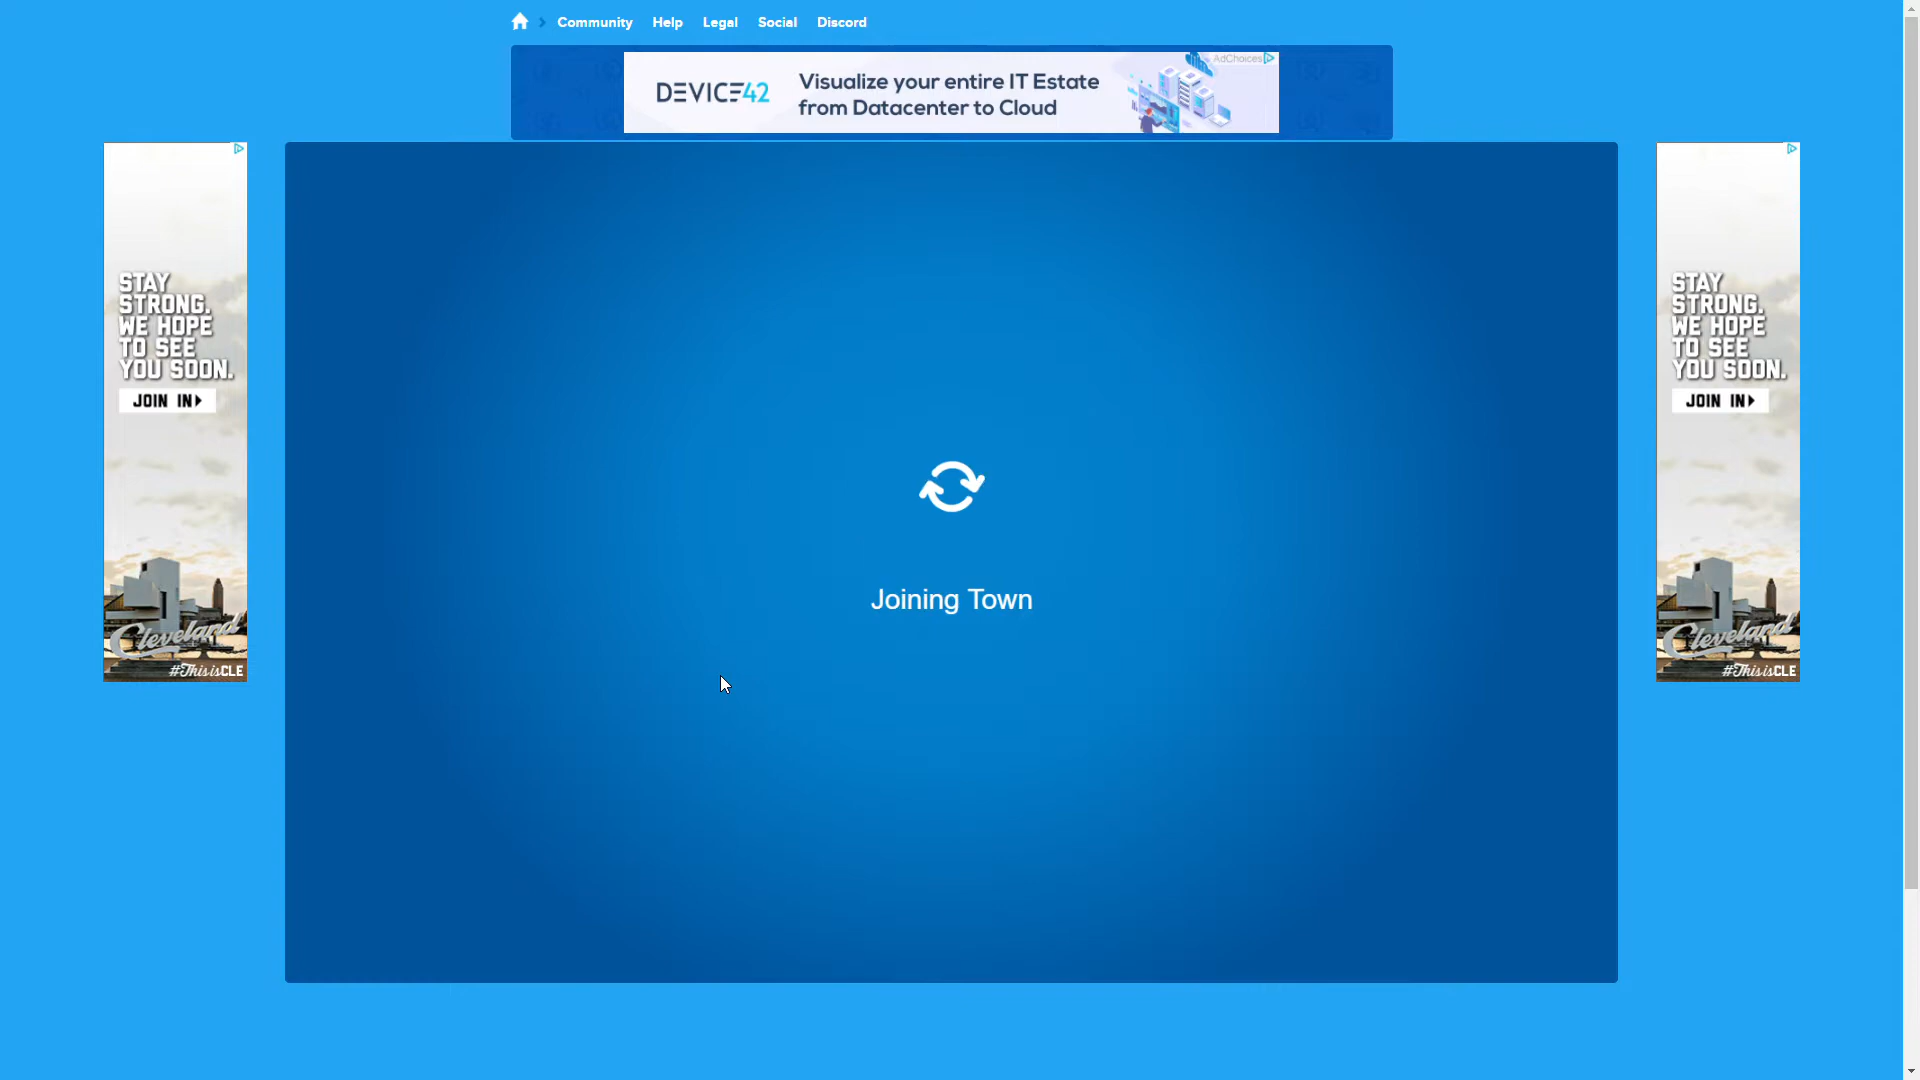 Community Help Legal Social Discord
AdChoices
DEVICE42
Visualize your entire IT Estate
from Datacenter to Cloud
STAY
STRONG.
WE HOPE
TO SEE
YOU SOON.
JOIN IN
Cleveland
#ThisisCLE
Joining Town
STAY
STRONG.
WE HOPE
TO SEE
YOU SOON.
JOIN IN
Cleveland
#ThisisCLE